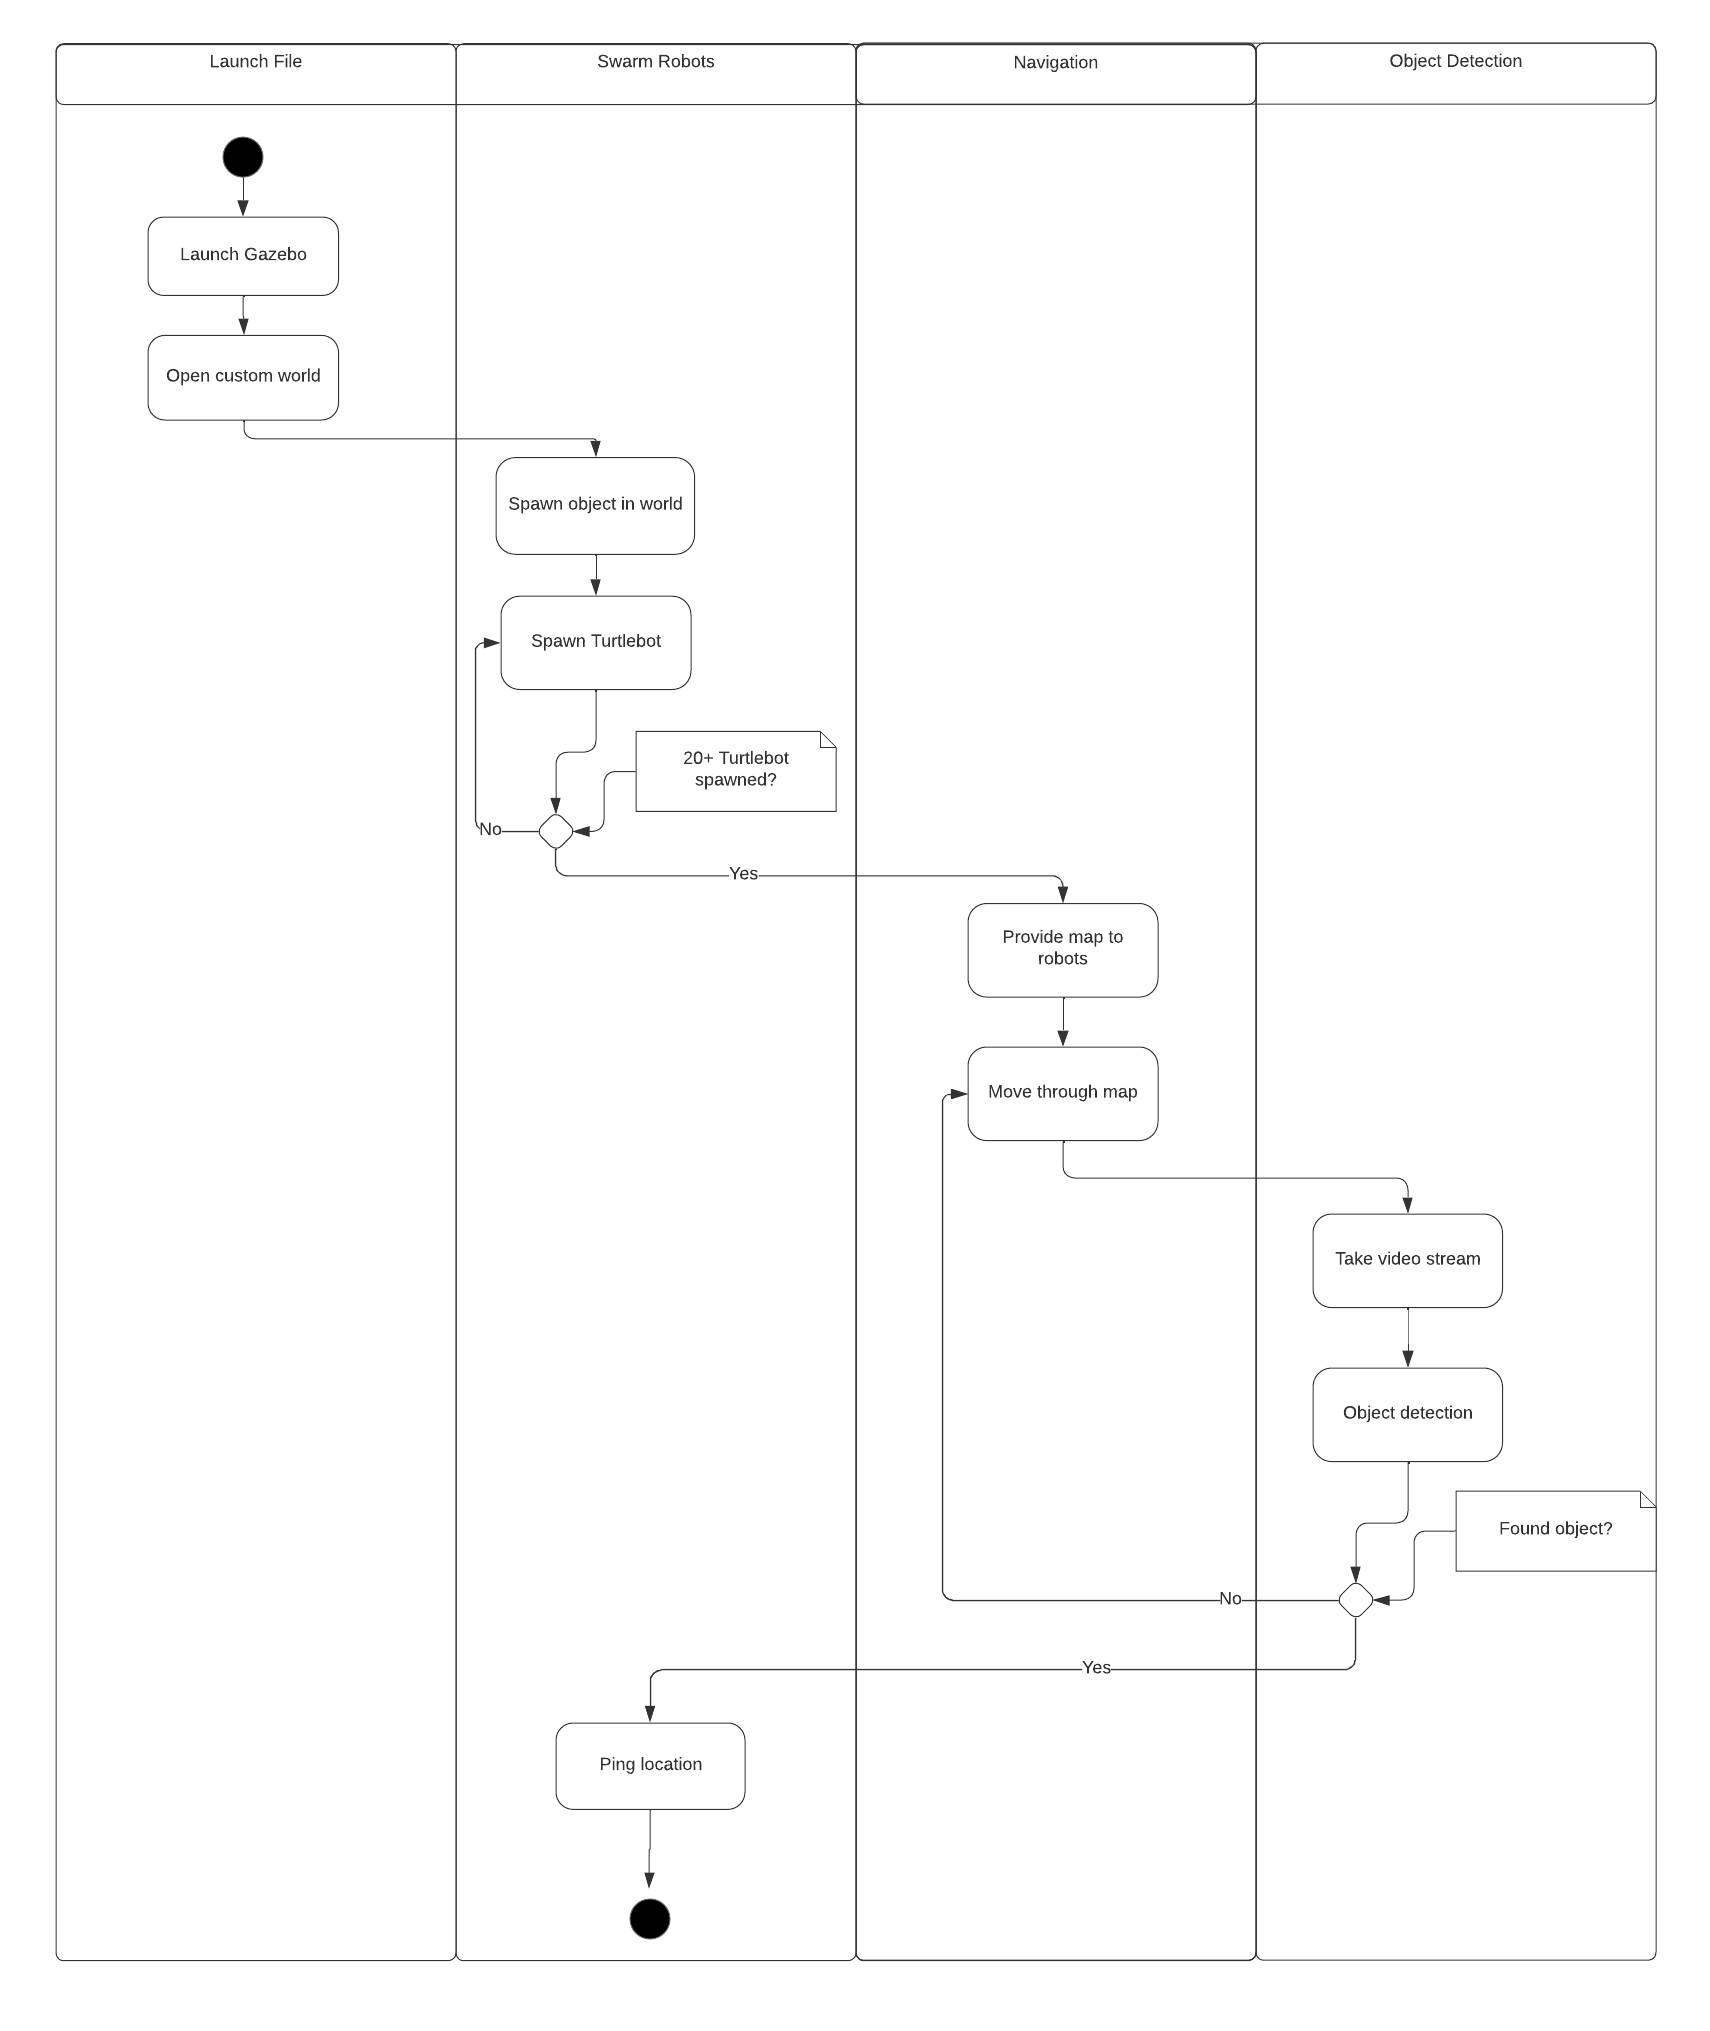 Launch File
Swarm Robots
Navigation
Object Detection
Launch Gazebo
Open custom world
Spawn object in world
Spawn Turtlebot
20+ Turtlebot
spawned?
No
Yes
Provide map to
robots
Move through map
Take video stream
Object detection
Found object?
No
Yes
Ping location